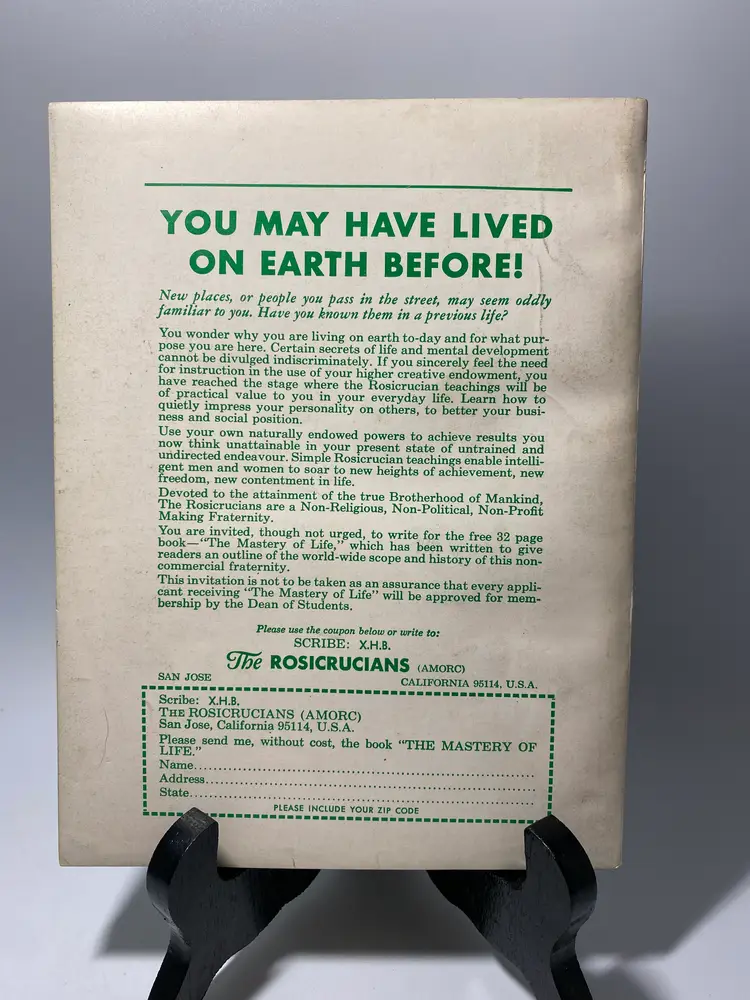 YOU MAY HAVE LIVED
ON EARTH BEFORE!
New places, or people you pass in the street, may seem oddly
familiar to you. Have you known them in a previous life?
You wonder why you are living on earth to-day and for what pur-
pose you are here. Certain secrets of life and mental development
cannot be divulged indiscriminately. If you sincerely feel the need
for instruction in the use of your higher creative endowment, you
have reached the stage where the Rosicrucian teachings will be
of practical value to you in your everyday life. Learn how to
quietly impress your personality on others, to better your busi-
ness and social position.
Use your own naturally endowed powers to achieve results you
now think unattainable in your present state of untrained and
undirected endeavour. Simple Rosicrucian teachings enable intelli-
gent men and women to soar to new heights of achievement, new
freedom, new contentment in life.
Devoted to the attainment of the true Brotherhood of Mankind,
The Rosicrucians are a Non-Religious, Non-Political, Non-Profit
Making Fraternity.
You are invited, though not urged, to write for the free 32 page
book—"The Mastery of Life," which has been written to give
readers an outline of the world-wide scope and history of this non-
commercial fraternity.
This invitation is not to be taken as an assurance that every appli-
cant receiving "The Mastery of Life" will be approved for mem-
bership by the Dean of Students.
Please use the coupon below or write to:
SCRIBE: X.H.B.
The ROSICRUCIANS (AMORC)
SAN JOSE CALIFORNIA 95114, U.S.A.
Scribe: X.H.B.
THE ROSICRUCIANS (AMORC)
San Jose, California 95114, U.S.A.
Please send me, without cost, the book "THE MASTERY OF
LIFE."
Name
Address
State
PLEASE INCLUDE YOUR ZIP CODE